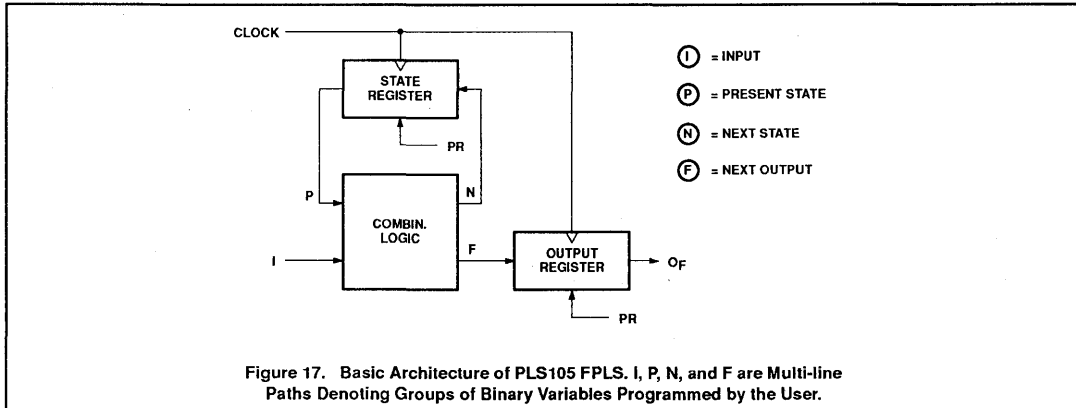 CLOCK
STATE
REGISTER
PR
P
N
COMBIN.
LOGIC
I
F
OUTPUT
REGISTER
OF
PR
I = INPUT
P = PRESENT STATE
N = NEXT STATE
F = NEXT OUTPUT
Figure 17. Basic Architecture of PLS105 FPLS. I, P, N, and F are Multi-line
Paths Denoting Groups of Binary Variables Programmed by the User.